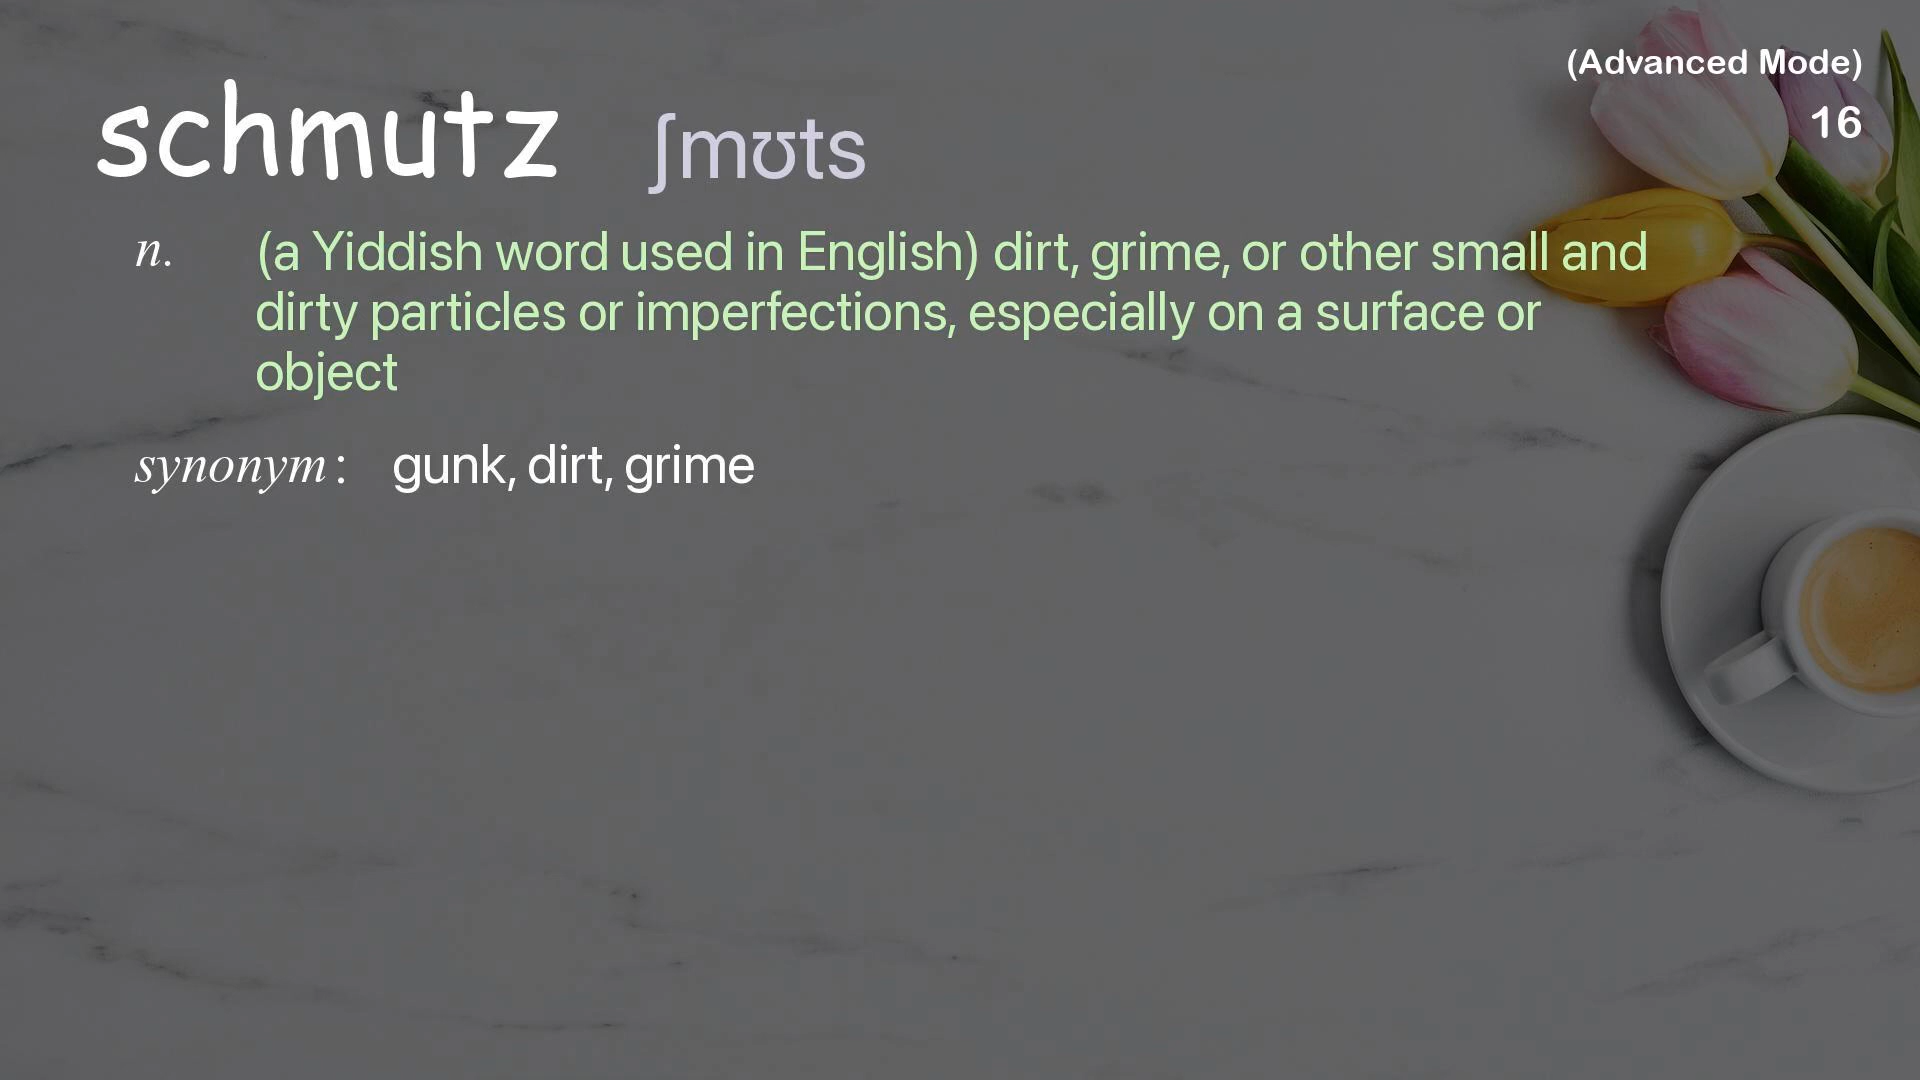 (Advanced Mode)
16
schmutz ʃmʊts
n. (a Yiddish word used in English) dirt, grime, or other small and
dirty particles or imperfections, especially on a surface or
object
synonym: gunk, dirt, grime